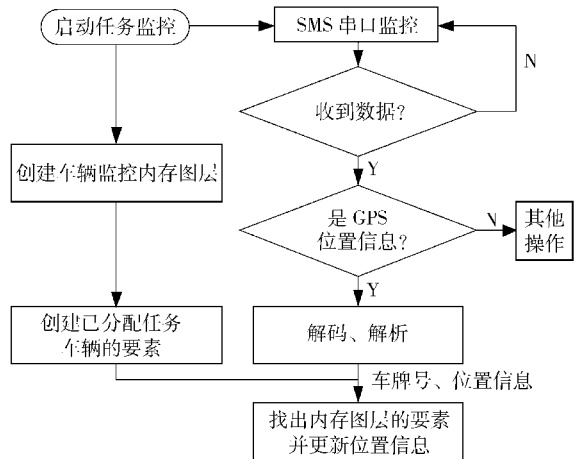 启动任务监控
SMS 串口监控
N
收到数据?
Y
创建车辆监控内存图层
是 GPS
位置信息?
N
其他
操作
Y
创建已分配任务
车辆的要素
解码、解析
车牌号、位置信息
找出内存图层的要素
并更新位置信息